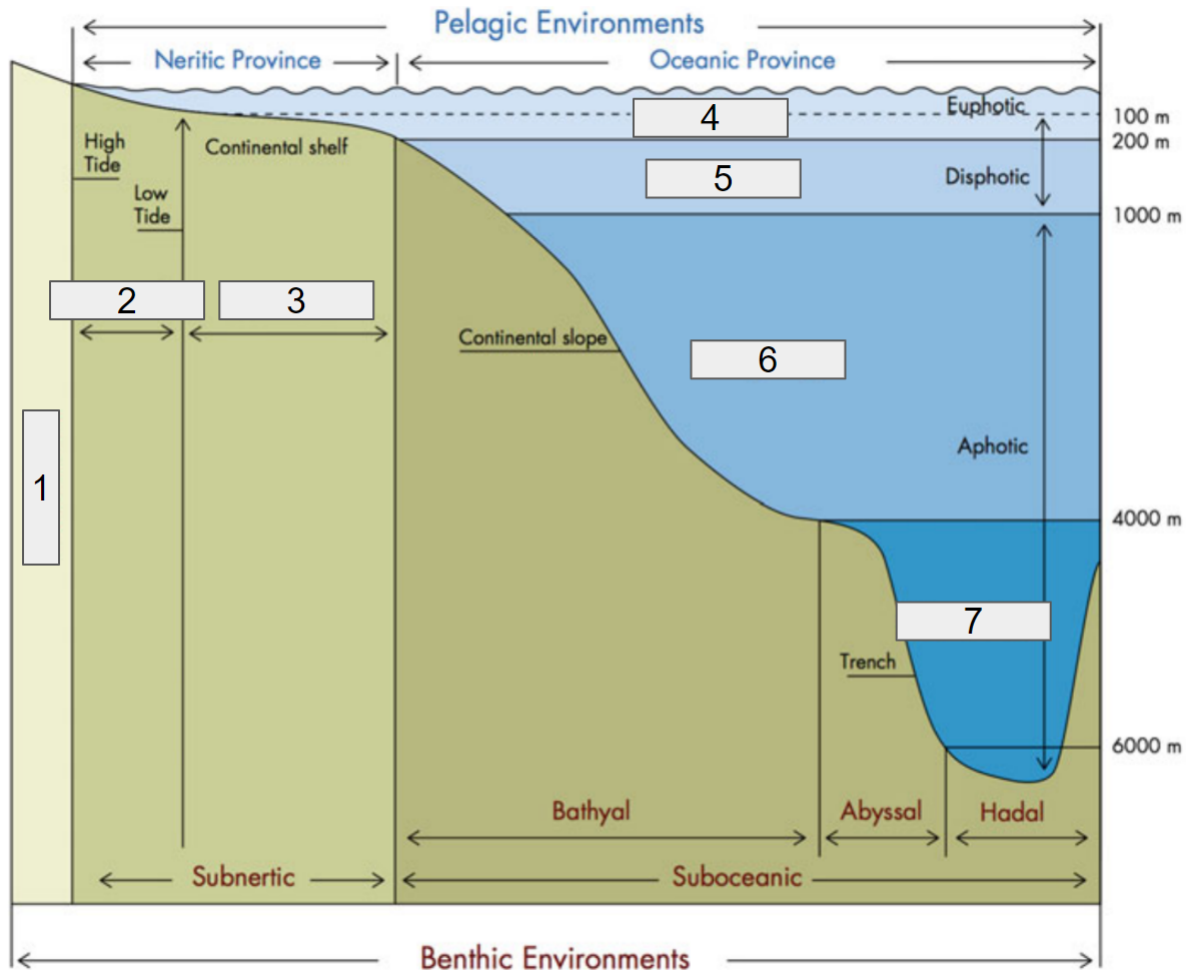 Pelagic Environments
Neritic Province
Oceanic Province
Euphotic
100 m
4
High
Tide
Continental shelf
200 m
5
Disphotic
Low
Tide
1000 m
2
3
Continental slope
6
1
Aphotic
4000 m
7
Trench
6000 m
Bathyal
Abyssal
Hadal
Subnertic
Suboceanic
Benthic Environments